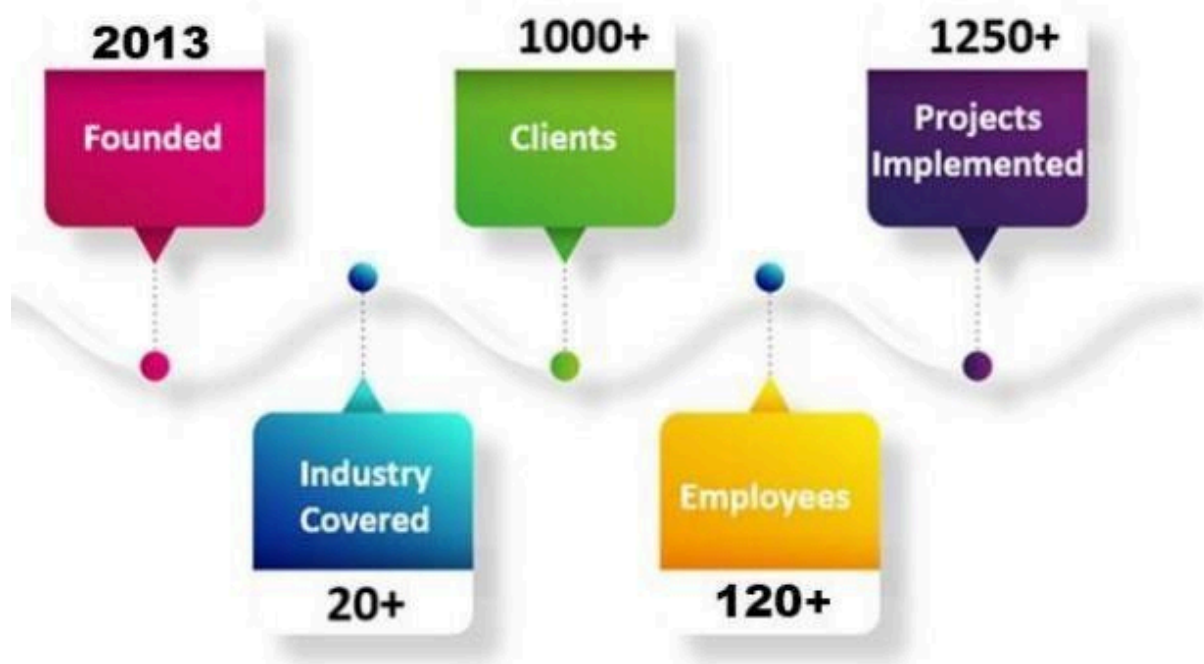 2013
Founded
1000+
Clients
1250+
Projects
Implemented
Industry
Covered
20+
Employees
120+